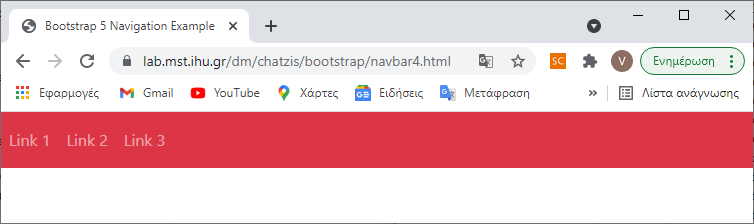 Bootstrap 5 Navigation Example
lab.mst.ihu.gr/dm/chatzis/bootstrap/navbar4.html SC V Ενημέρωση
Εφαρμογές Gmail YouTube Χάρτες Ειδήσεις Μετάφραση » Λίστα ανάγνωσης
Link 1 Link 2 Link 3